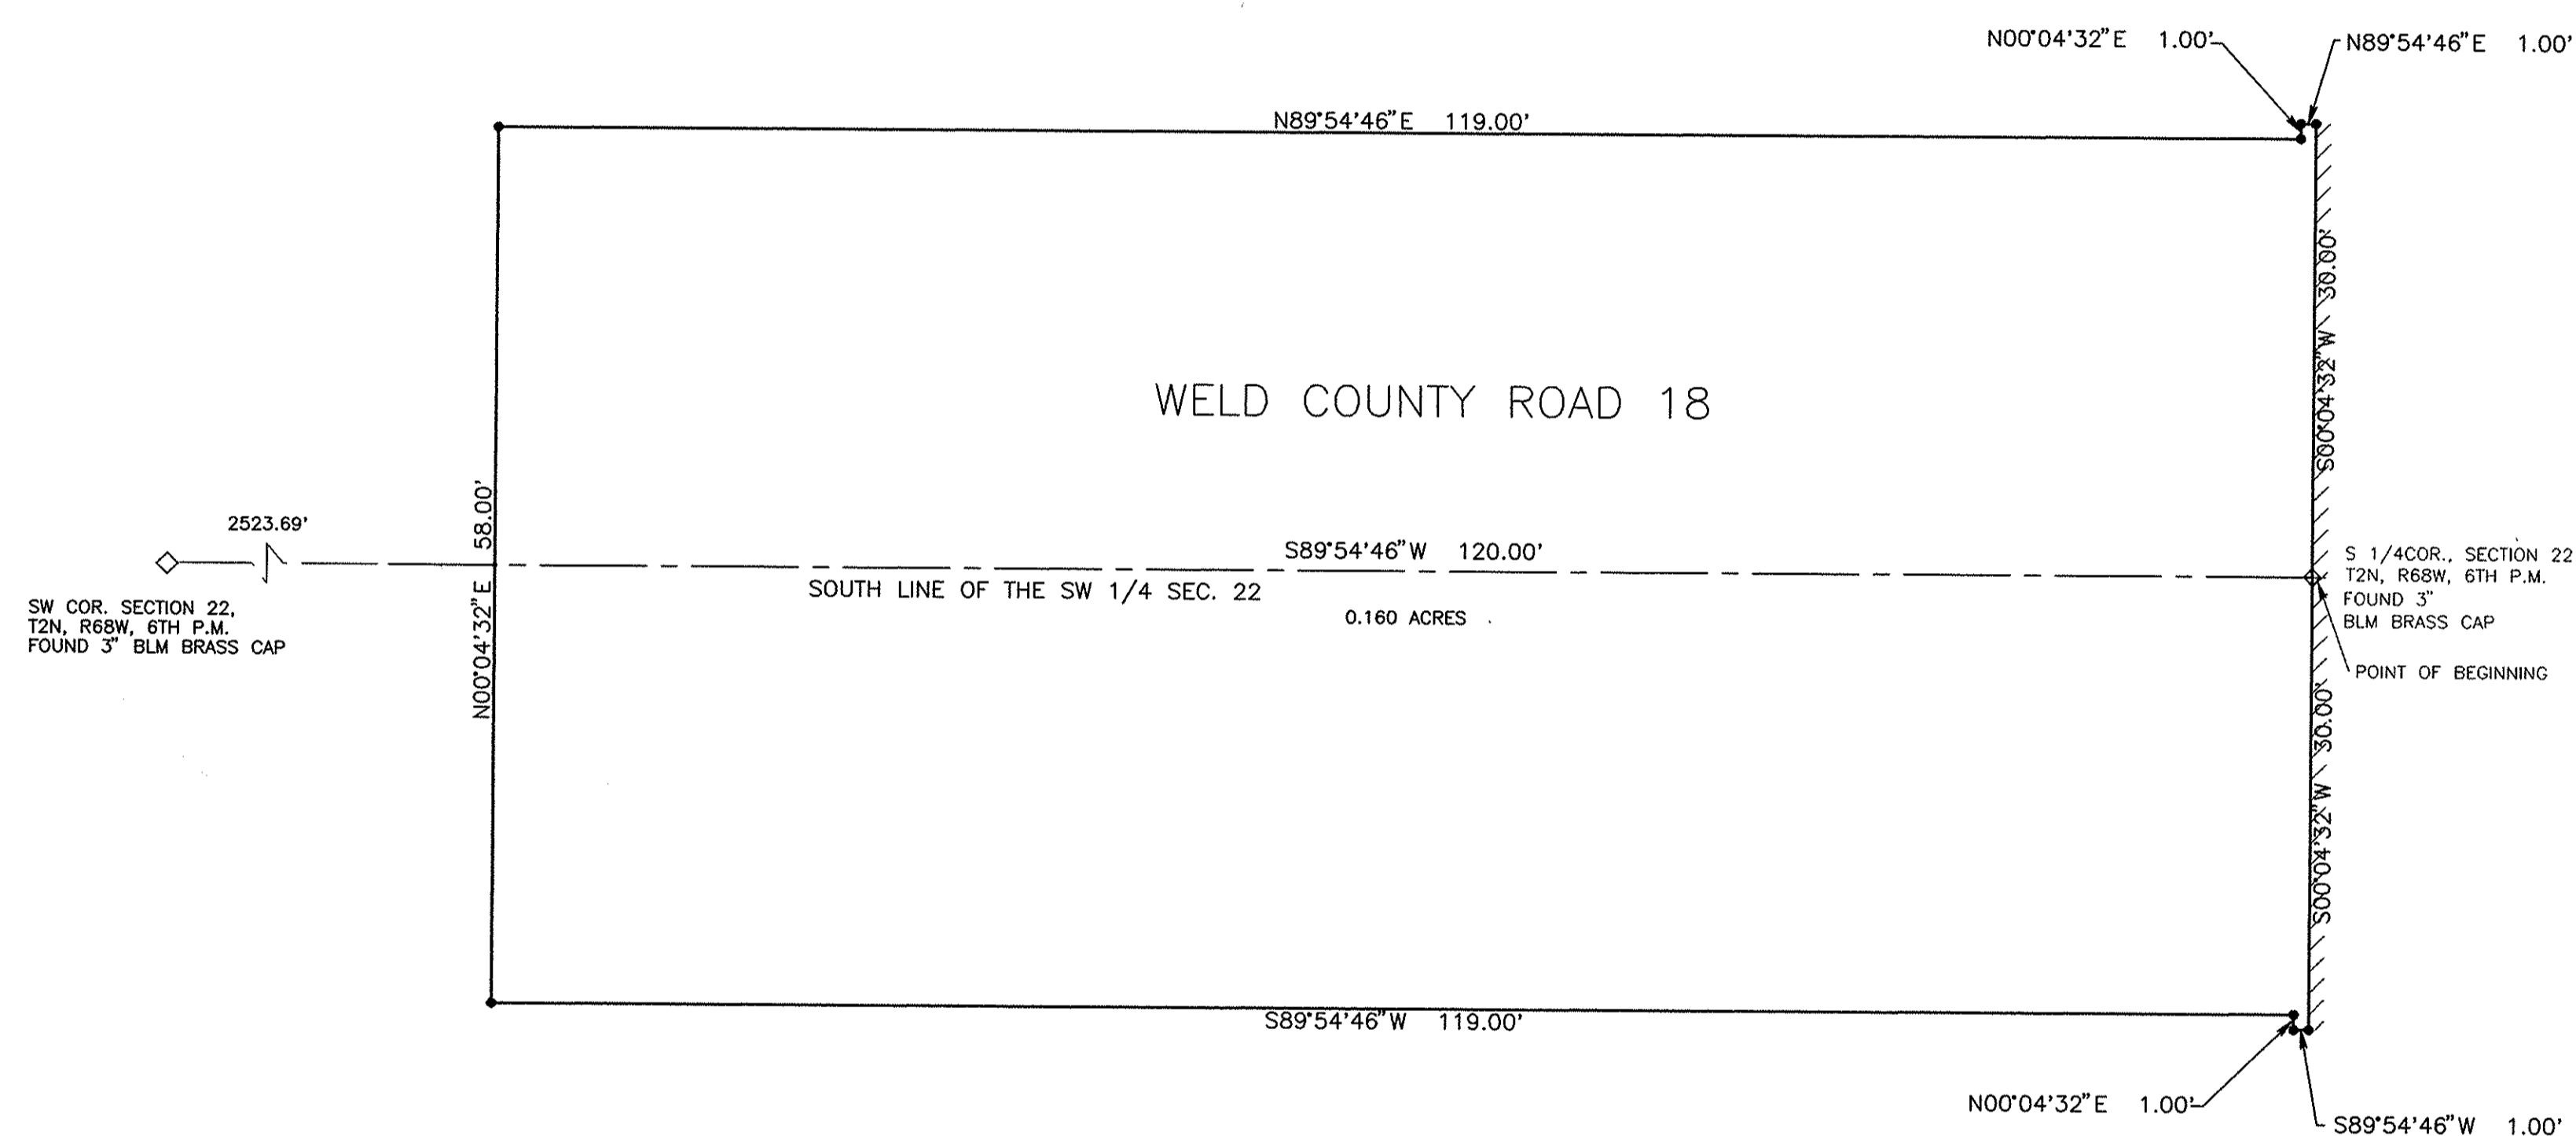 N00°04'32"E 1.00'
N89°54'46"E 1.00'
N89°54'46"E 119.00'
S00°04'32"W 30.00'
WELD COUNTY ROAD 18
N00°04'32"E 58.00'
2523.69'
S89°54'46"W 120.00'
SOUTH LINE OF THE SW 1/4 SEC. 22
0.160 ACRES
SW COR. SECTION 22,
T2N, R68W, 6TH P.M.
FOUND 3" BLM BRASS CAP
S 1/4COR., SECTION 22
T2N, R68W, 6TH P.M.
FOUND 3"
BLM BRASS CAP
POINT OF BEGINNING
S00°04'32"W 30.00'
S89°54'46"W 119.00'
N00°04'32"E 1.00'
S89°54'46"W 1.00'